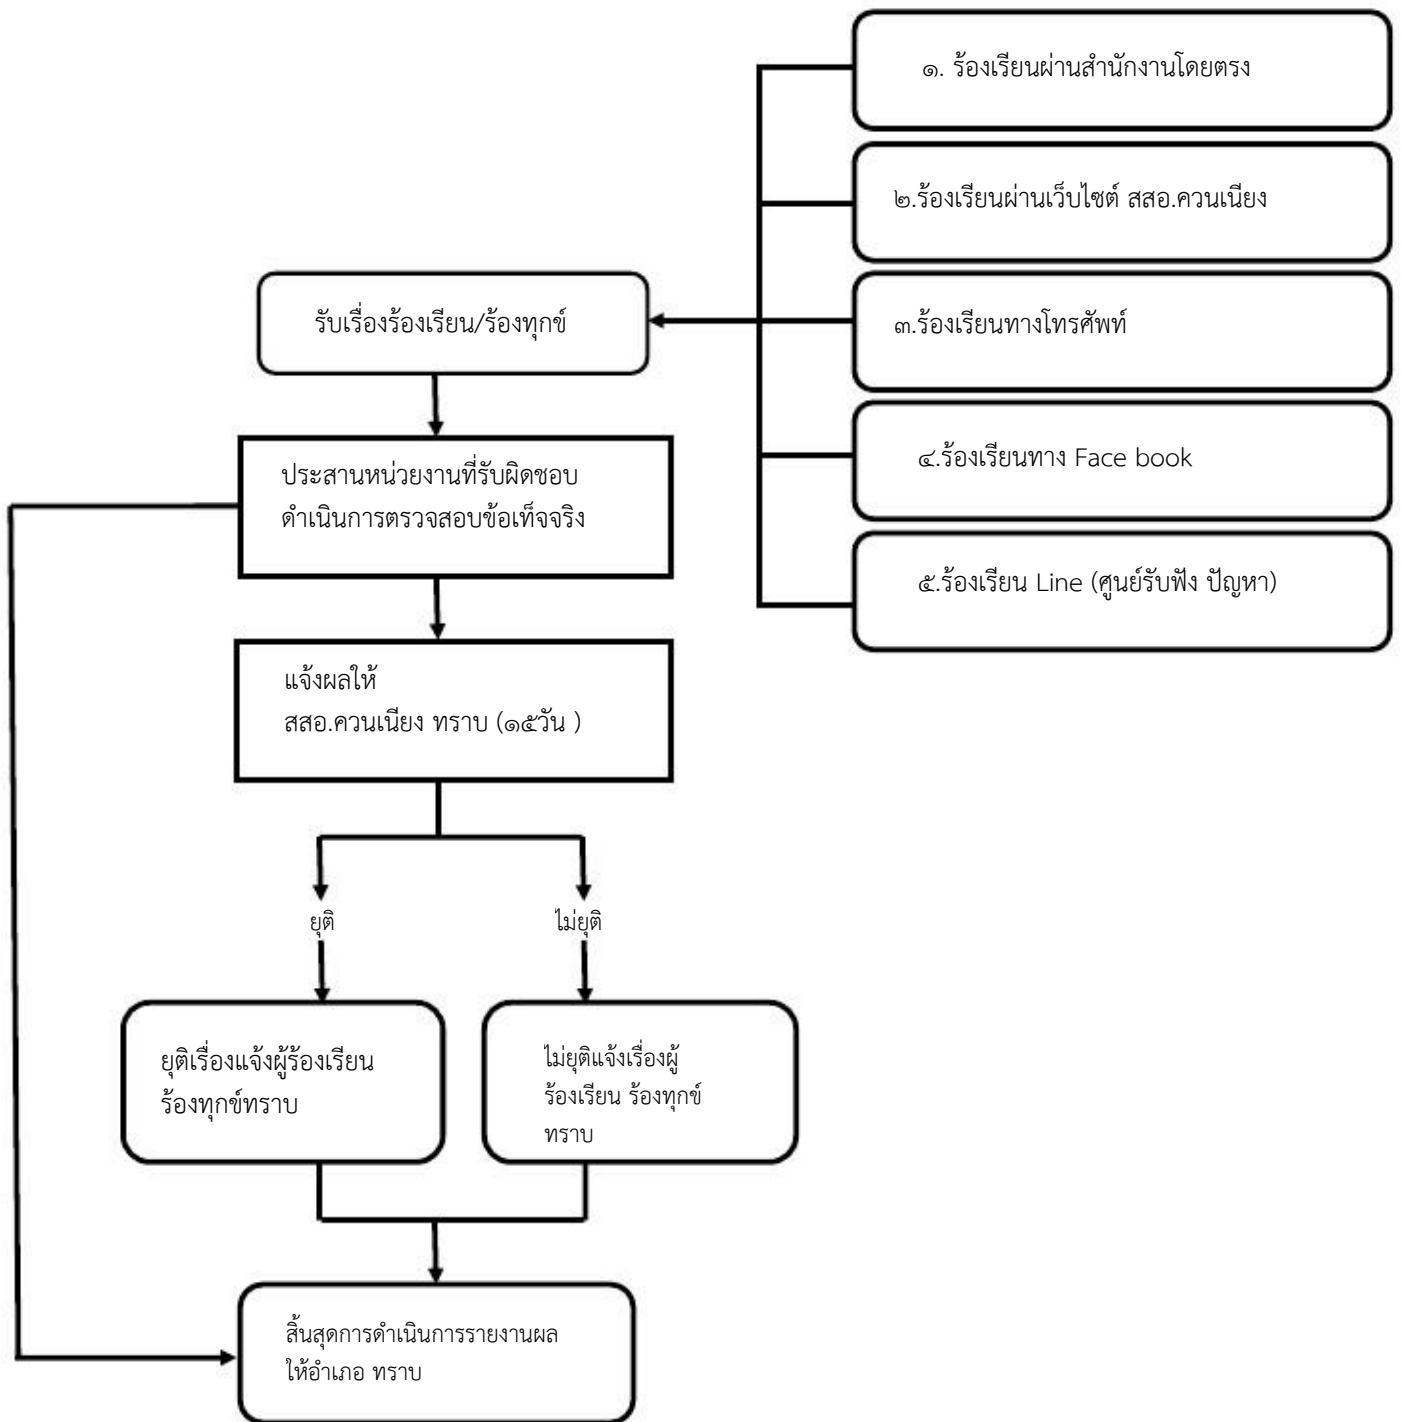 ๑. ร้องเรียนผ่านสำนักงานโดยตรง
๒.ร้องเรียนผ่านเว็บไซต์ สสอ.ควนเนียง
รับเรื่องร้องเรียน/ร้องทุกข์
๓.ร้องเรียนทางโทรศัพท์
๔.ร้องเรียนทาง Face book
๕.ร้องเรียน Line (ศูนย์รับฟัง ปัญหา)
ประสานหน่วยงานที่รับผิดชอบ
ดำเนินการตรวจสอบข้อเท็จจริง
แจ้งผลให้
สสอ.ควนเนียง ทราบ (๑๕วัน )
ยุติ
ไม่ยุติ
ยุติเรื่องแจ้งผู้ร้องเรียน
ร้องทุกข์ทราบ
ไม่ยุติแจ้งเรื่องผู้
ร้องเรียน ร้องทุกข์
ทราบ
สิ้นสุดการดำเนินการรายงานผล
ให้อำเภอ ทราบ